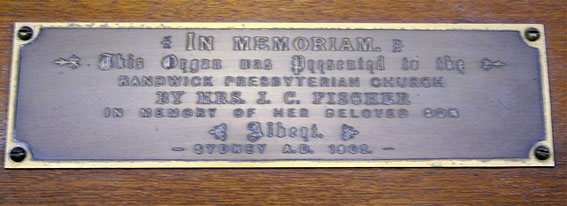 IN MEMORIAM.
This Organ was Presented to the
RANDWICK PRESBYTERIAN CHURCH
BY MRS. J. C. FISCHER
IN MEMORY OF HER BELOVED SON
Albert.
– SYDNEY A.D. –